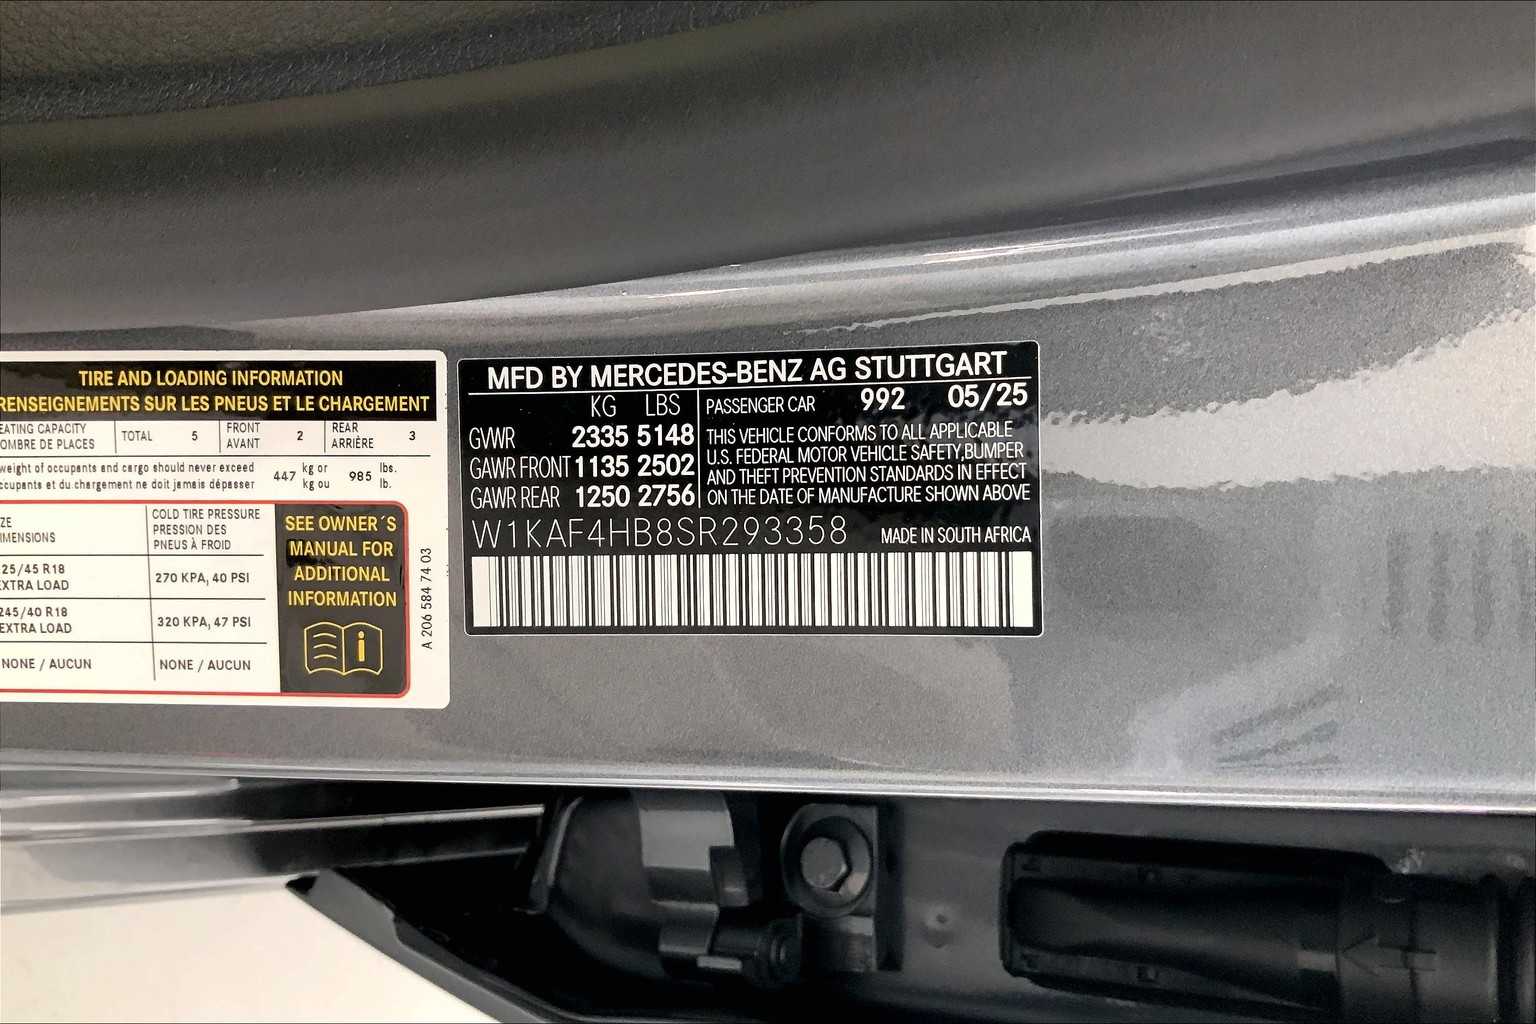 TIRE AND LOADING INFORMATION
RENSEIGNEMENTS SUR LES PNEUS ET LE CHARGEMENT
EATING CAPACITY
OMBRE DE PLACES
TOTAL 5
FRONT
AVANT
2
REAR
ARRIÈRE
3
weight of occupants and cargo should never exceed
ccupants et du chargement ne doit jamais dépasser
447 kg or
kg ou
985 lbs.
lb.
ZE
IMENSIONS
COLD TIRE PRESSURE
PRESSION DES
PNEUS À FROID
25/45 R18
EXTRA LOAD
270 KPA, 40 PSI
245/40 R18
EXTRA LOAD
320 KPA, 47 PSI
NONE / AUCUN
NONE / AUCUN
SEE OWNER´S
MANUAL FOR
ADDITIONAL
INFORMATION
i
A 206 584 74 03
MFD BY MERCEDES-BENZ AG STUTTGART
KG LBS
GVWR 2335 5148
GAWR FRONT 1135 2502
GAWR REAR 1250 2756
PASSENGER CAR 992 05/25
THIS VEHICLE CONFORMS TO ALL APPLICABLE
U.S. FEDERAL MOTOR VEHICLE SAFETY,BUMPER
AND THEFT PREVENTION STANDARDS IN EFFECT
ON THE DATE OF MANUFACTURE SHOWN ABOVE
W1KAF4HB8SR293358 MADE IN SOUTH AFRICA